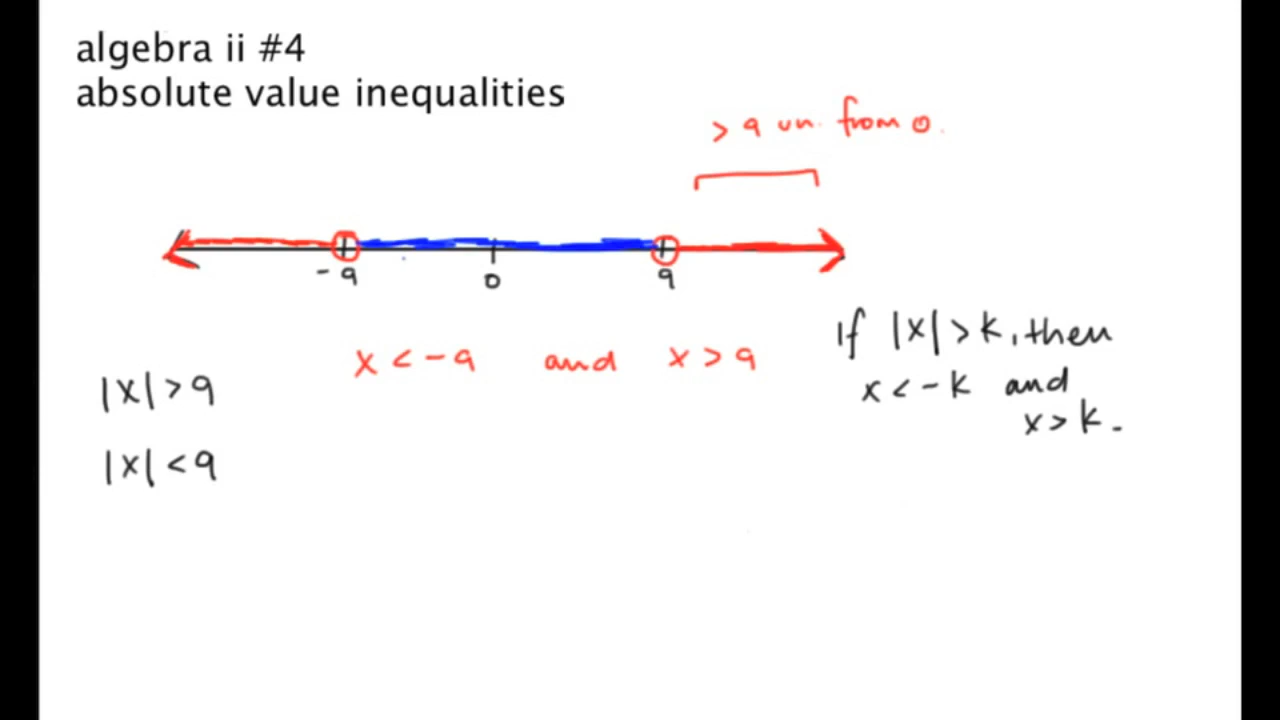 algebra ii #4
absolute value inequalities
> 9 un. from 0.
-9 0 9
x < -9 and x > 9
If |x| > k, then
x < -k and
x > k.
|x| > 9
|x| < 9